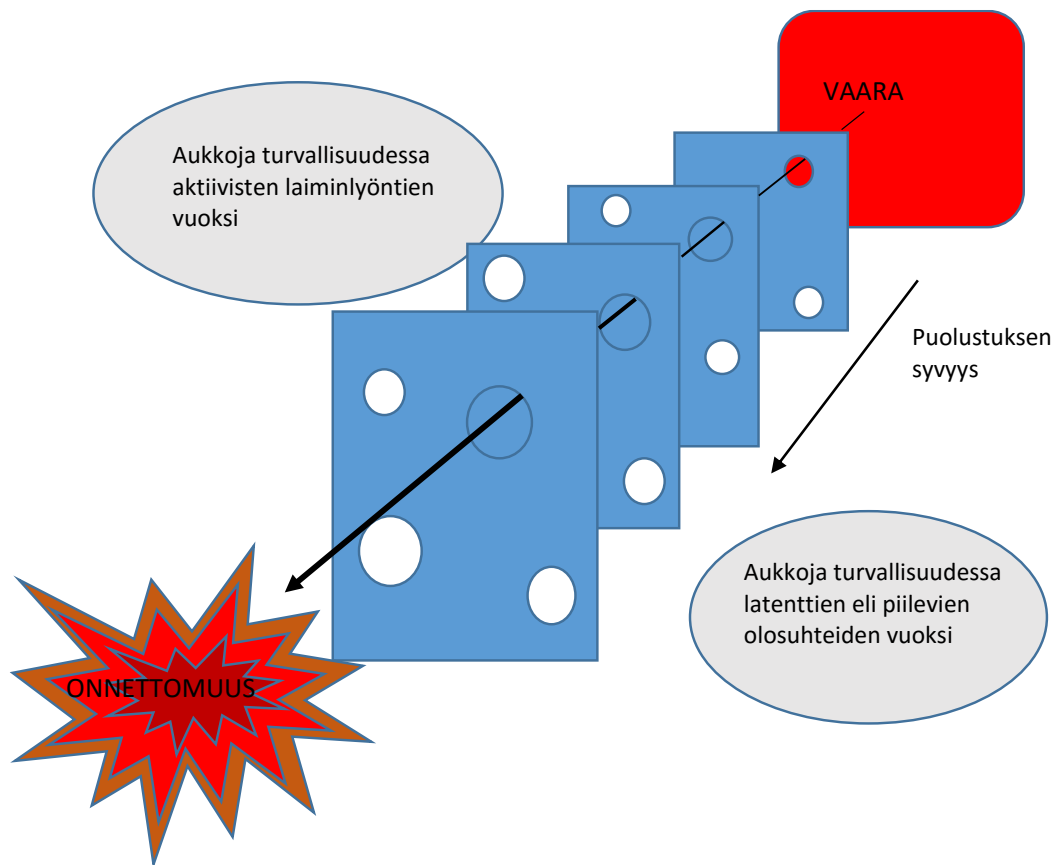 VAARA
Aukkoja turvallisuudessa
aktiivisten laiminlyöntien
vuoksi
Puolustuksen
syvyys
Aukkoja turvallisuudessa
latenttien eli piilevien
olosuhteiden vuoksi
ONNETTOMUUS